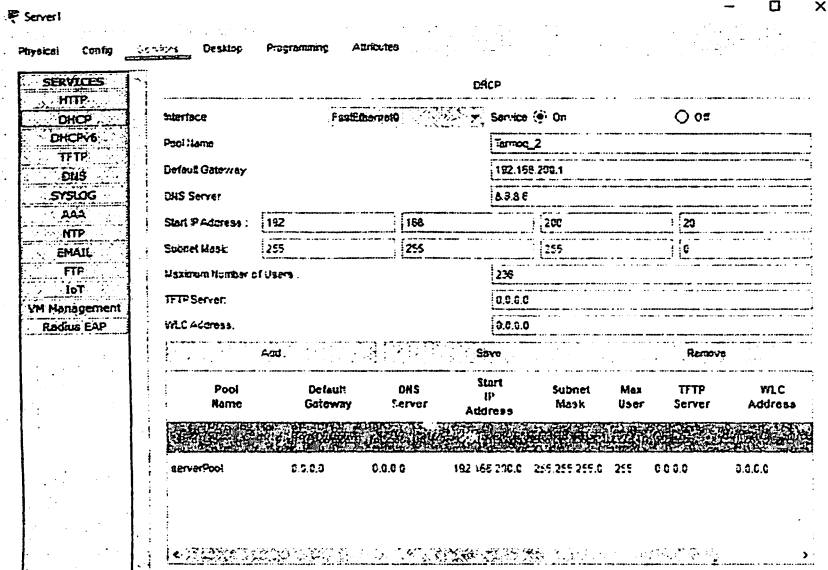 Server1
Physical Config Services Desktop Programming Attributes
SERVICES
HTTP
DHCP
DHCPv6
TFTP
DNS
SYSLOG
AAA
NTP
EMAIL
FTP
IoT
VM Management
Radius EAP
DHCP
Interface FastEthernet0 Service On Off
Pool Name Tarmoq_2
Default Gateway 192.168.200.1
DNS Server 8.8.8.8
Start IP Address : 192 168 200 20
Subnet Mask: 255 255 255 0
Maximum Number of Users : 236
TFTP Server: 0.0.0.0
WLC Address: 0.0.0.0
Add Save Remove
Pool Name Default Gateway DNS Server Start IP Address Subnet Mask Max User TFTP Server WLC Address
serverPool 0.0.0.0 0.0.0.0 192.168.200.0 255.255.255.0 255 0.0.0.0 0.0.0.0